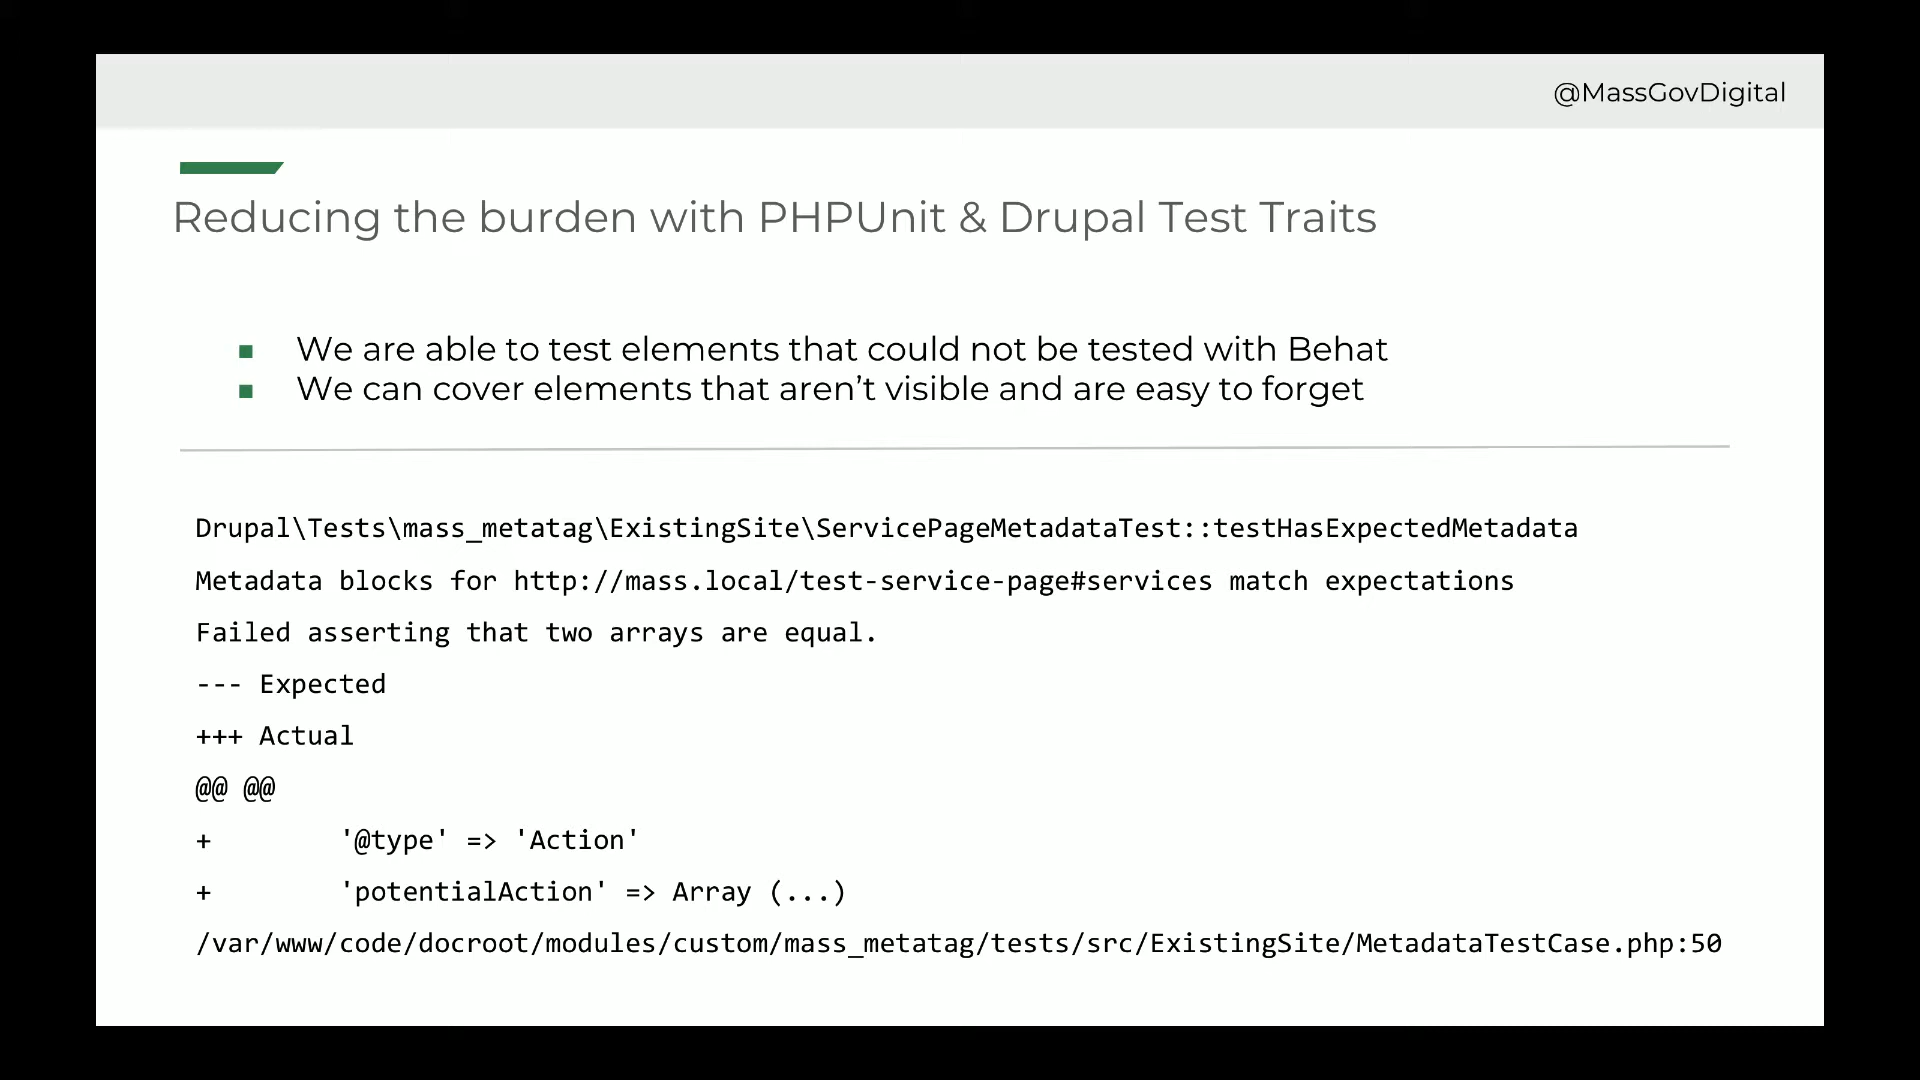 @MassGovDigital
Reducing the burden with PHPUnit & Drupal Test Traits
▪ We are able to test elements that could not be tested with Behat
▪ We can cover elements that aren’t visible and are easy to forget
Drupal\Tests\mass_metatag\ExistingSite\ServicePageMetadataTest::testHasExpectedMetadata
Metadata blocks for http://mass.local/test-service-page#services match expectations
Failed asserting that two arrays are equal.
--- Expected
+++ Actual
@@ @@
+        '@type' => 'Action'
+        'potentialAction' => Array (...)
/var/www/code/docroot/modules/custom/mass_metatag/tests/src/ExistingSite/MetadataTestCase.php:50